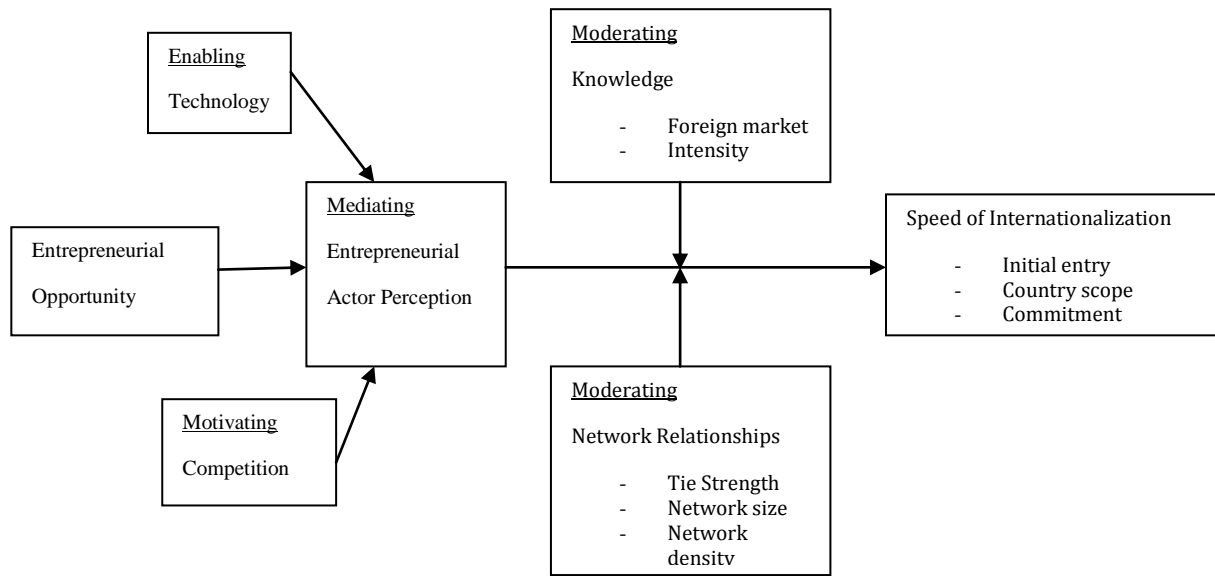 Enabling
Technology
Entrepreneurial
Opportunity
Motivating
Competition
Mediating
Entrepreneurial
Actor Perception
Moderating
Knowledge
- Foreign market
- Intensity
Moderating
Network Relationships
- Tie Strength
- Network size
- Network
density
Speed of Internationalization
- Initial entry
- Country scope
- Commitment